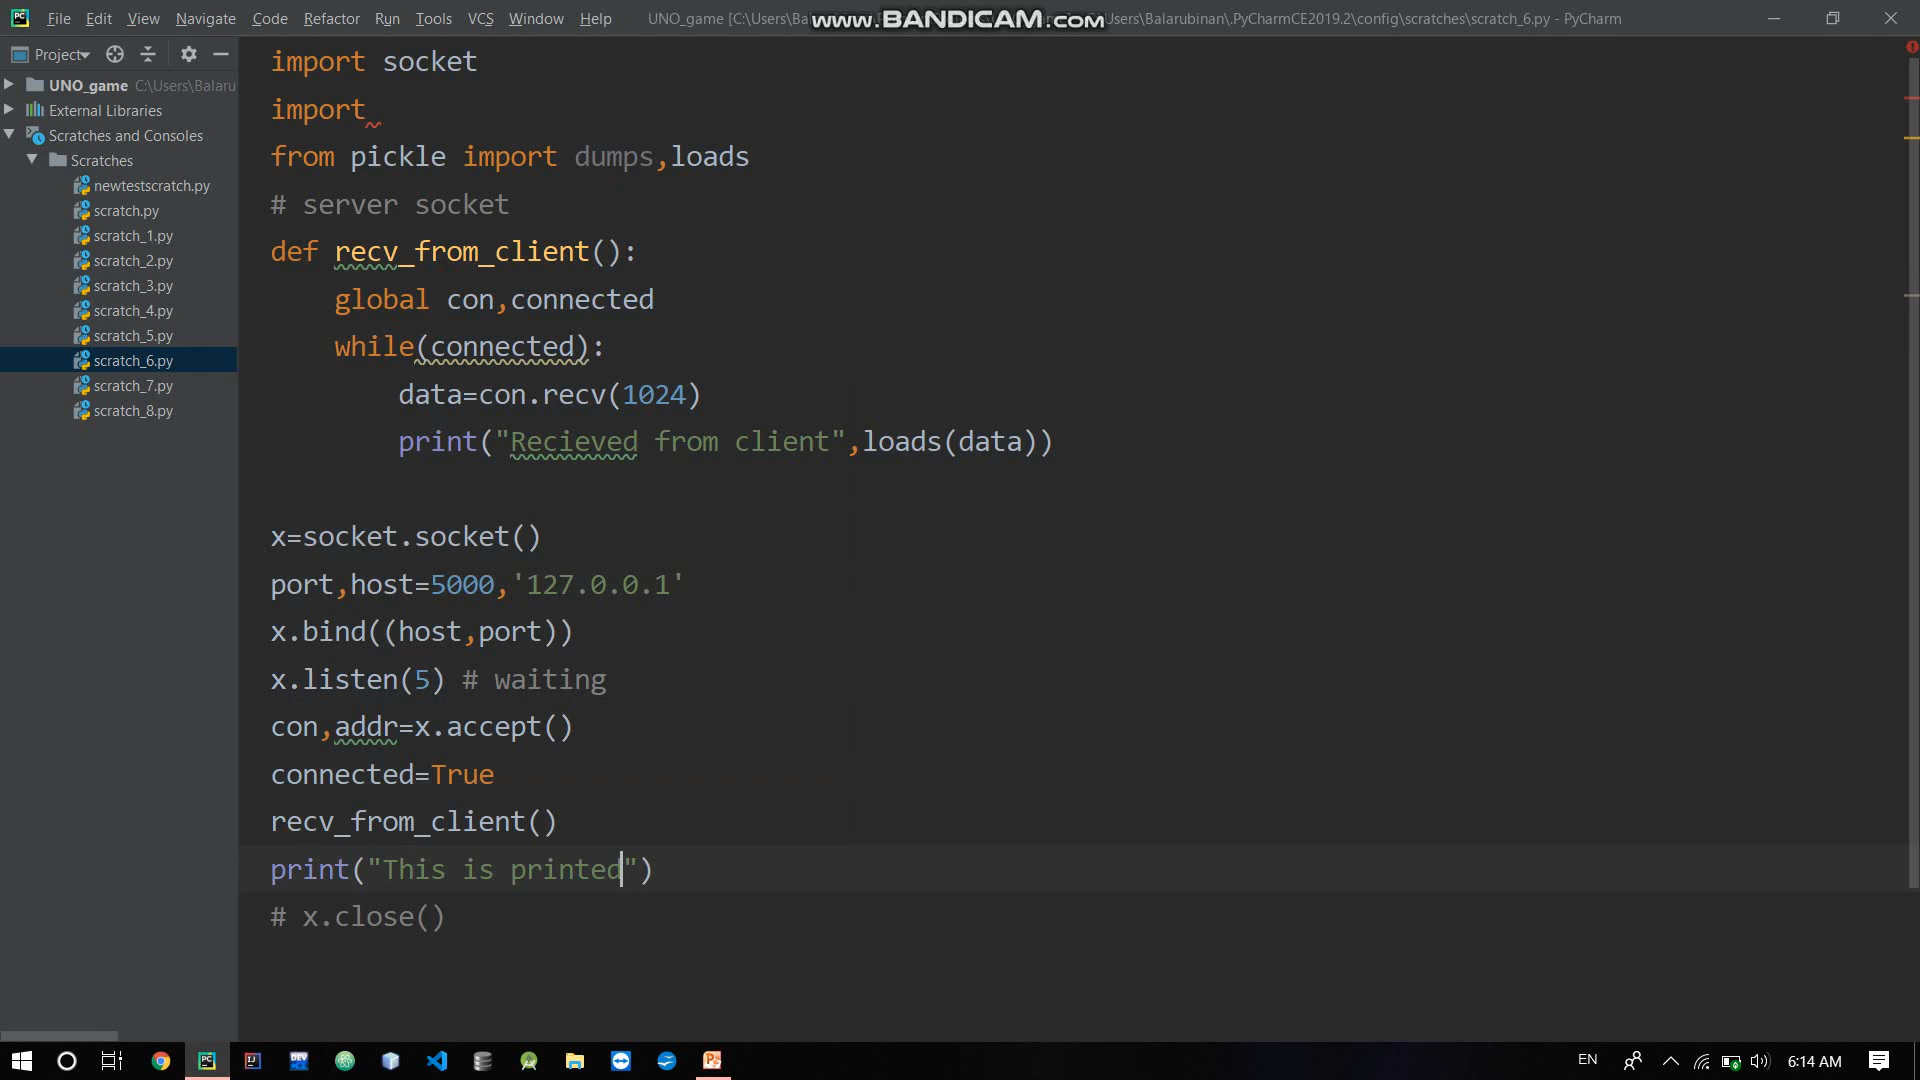 File Edit View Navigate Code Refactor Run Tools VCS Window Help
UNO_game [C:\Users\Ba
www.BANDICAM.com
Users\Balarubinan\.PyCharmCE2019.2\config\scratches\scratch_6.py - PyCharm
Project
UNO_game C:\Users\Balaru
External Libraries
Scratches and Consoles
Scratches
newtestscratch.py
scratch.py
scratch_1.py
scratch_2.py
scratch_3.py
scratch_4.py
scratch_5.py
scratch_6.py
scratch_7.py
scratch_8.py
import socket
import
from pickle import dumps,loads
# server socket
def recv_from_client():
global con,connected
while(connected):
data=con.recv(1024)
print("Recieved from client",loads(data))
x=socket.socket()
port,host=5000,'127.0.0.1'
x.bind((host,port))
x.listen(5) # waiting
con,addr=x.accept()
connected=True
recv_from_client()
print("This is printed")
# x.close()
EN
6:14 AM